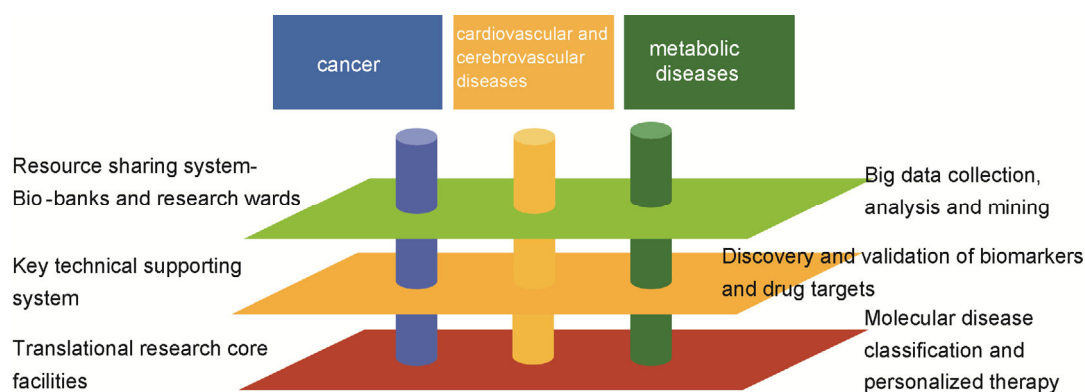 cancer
cardiovascular and
cerebrovascular
diseases
metabolic
diseases
Resource sharing system-
Bio-banks and research wards
Big data collection,
analysis and mining
Key technical supporting
system
Discovery and validation of biomarkers
and drug targets
Translational research core
facilities
Molecular disease
classification and
personalized therapy